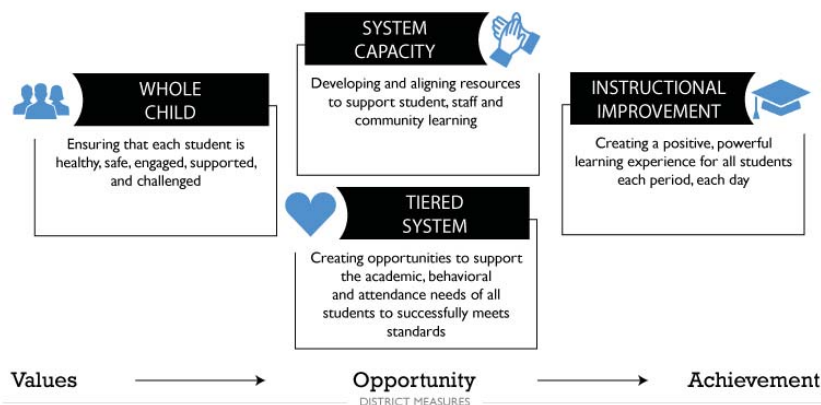 SYSTEM
CAPACITY
Developing and aligning resources
to support student, staff and
community learning
WHOLE
CHILD
Ensuring that each student is
healthy, safe, engaged, supported,
and challenged
INSTRUCTIONAL
IMPROVEMENT
Creating a positive, powerful
learning experience for all students
each period, each day
TIERED
SYSTEM
Creating opportunities to support
the academic, behavioral
and attendance needs of all
students to successfully meets
standards
Values
Opportunity
Achievement
DISTRICT MEASURES